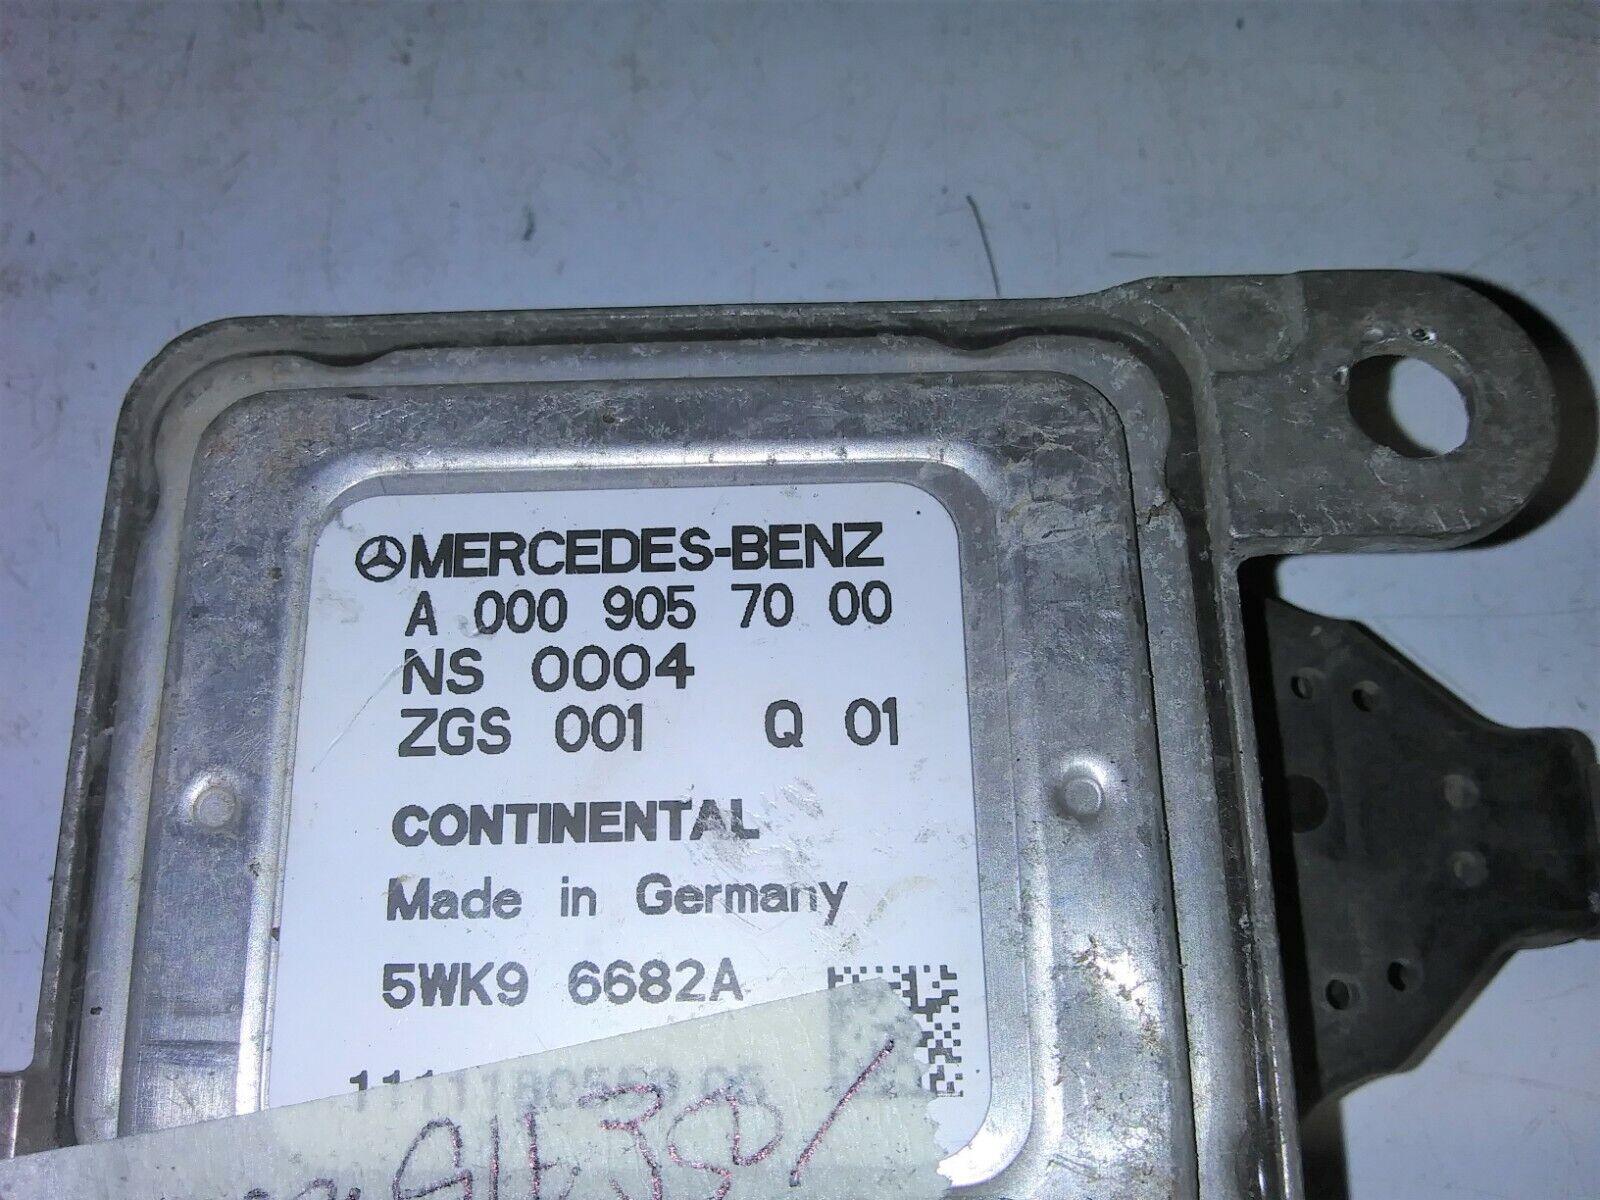 MERCEDES-BENZ
A 000 905 70 00
NS 0004
ZGS 001 Q 01
CONTINENTAL
Made in Germany
5WK9 6682A